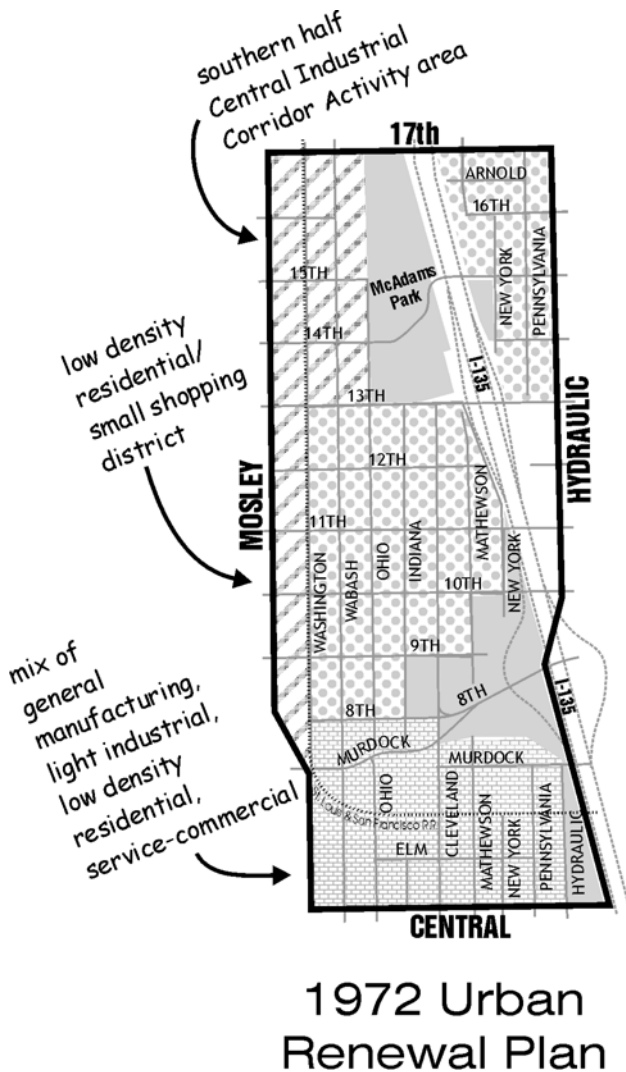 southern half
Central Industrial
Corridor Activity area
17th
ARNOLD
16TH
NEW YORK
PENNSYLVANIA
15TH
McAdams
Park
14TH
I-135
low density
residential/
small shopping
district
13TH
MOSLEY
HYDRAULIC
12TH
MATHEWSON
11TH
WASHINGTON
WABASH
OHIO
INDIANA
10TH
NEW YORK
9TH
mix of
general
manufacturing,
light industrial,
low density
residential,
service-commercial
8TH
8TH
I-135
MURDOCK
MURDOCK
OHIO
CLEVELAND
MATHEWSON
NEW YORK
PENNSYLVANIA
HYDRAULIC
Louis & San Francisco R.R.
ELM
CENTRAL
1972 Urban
Renewal Plan